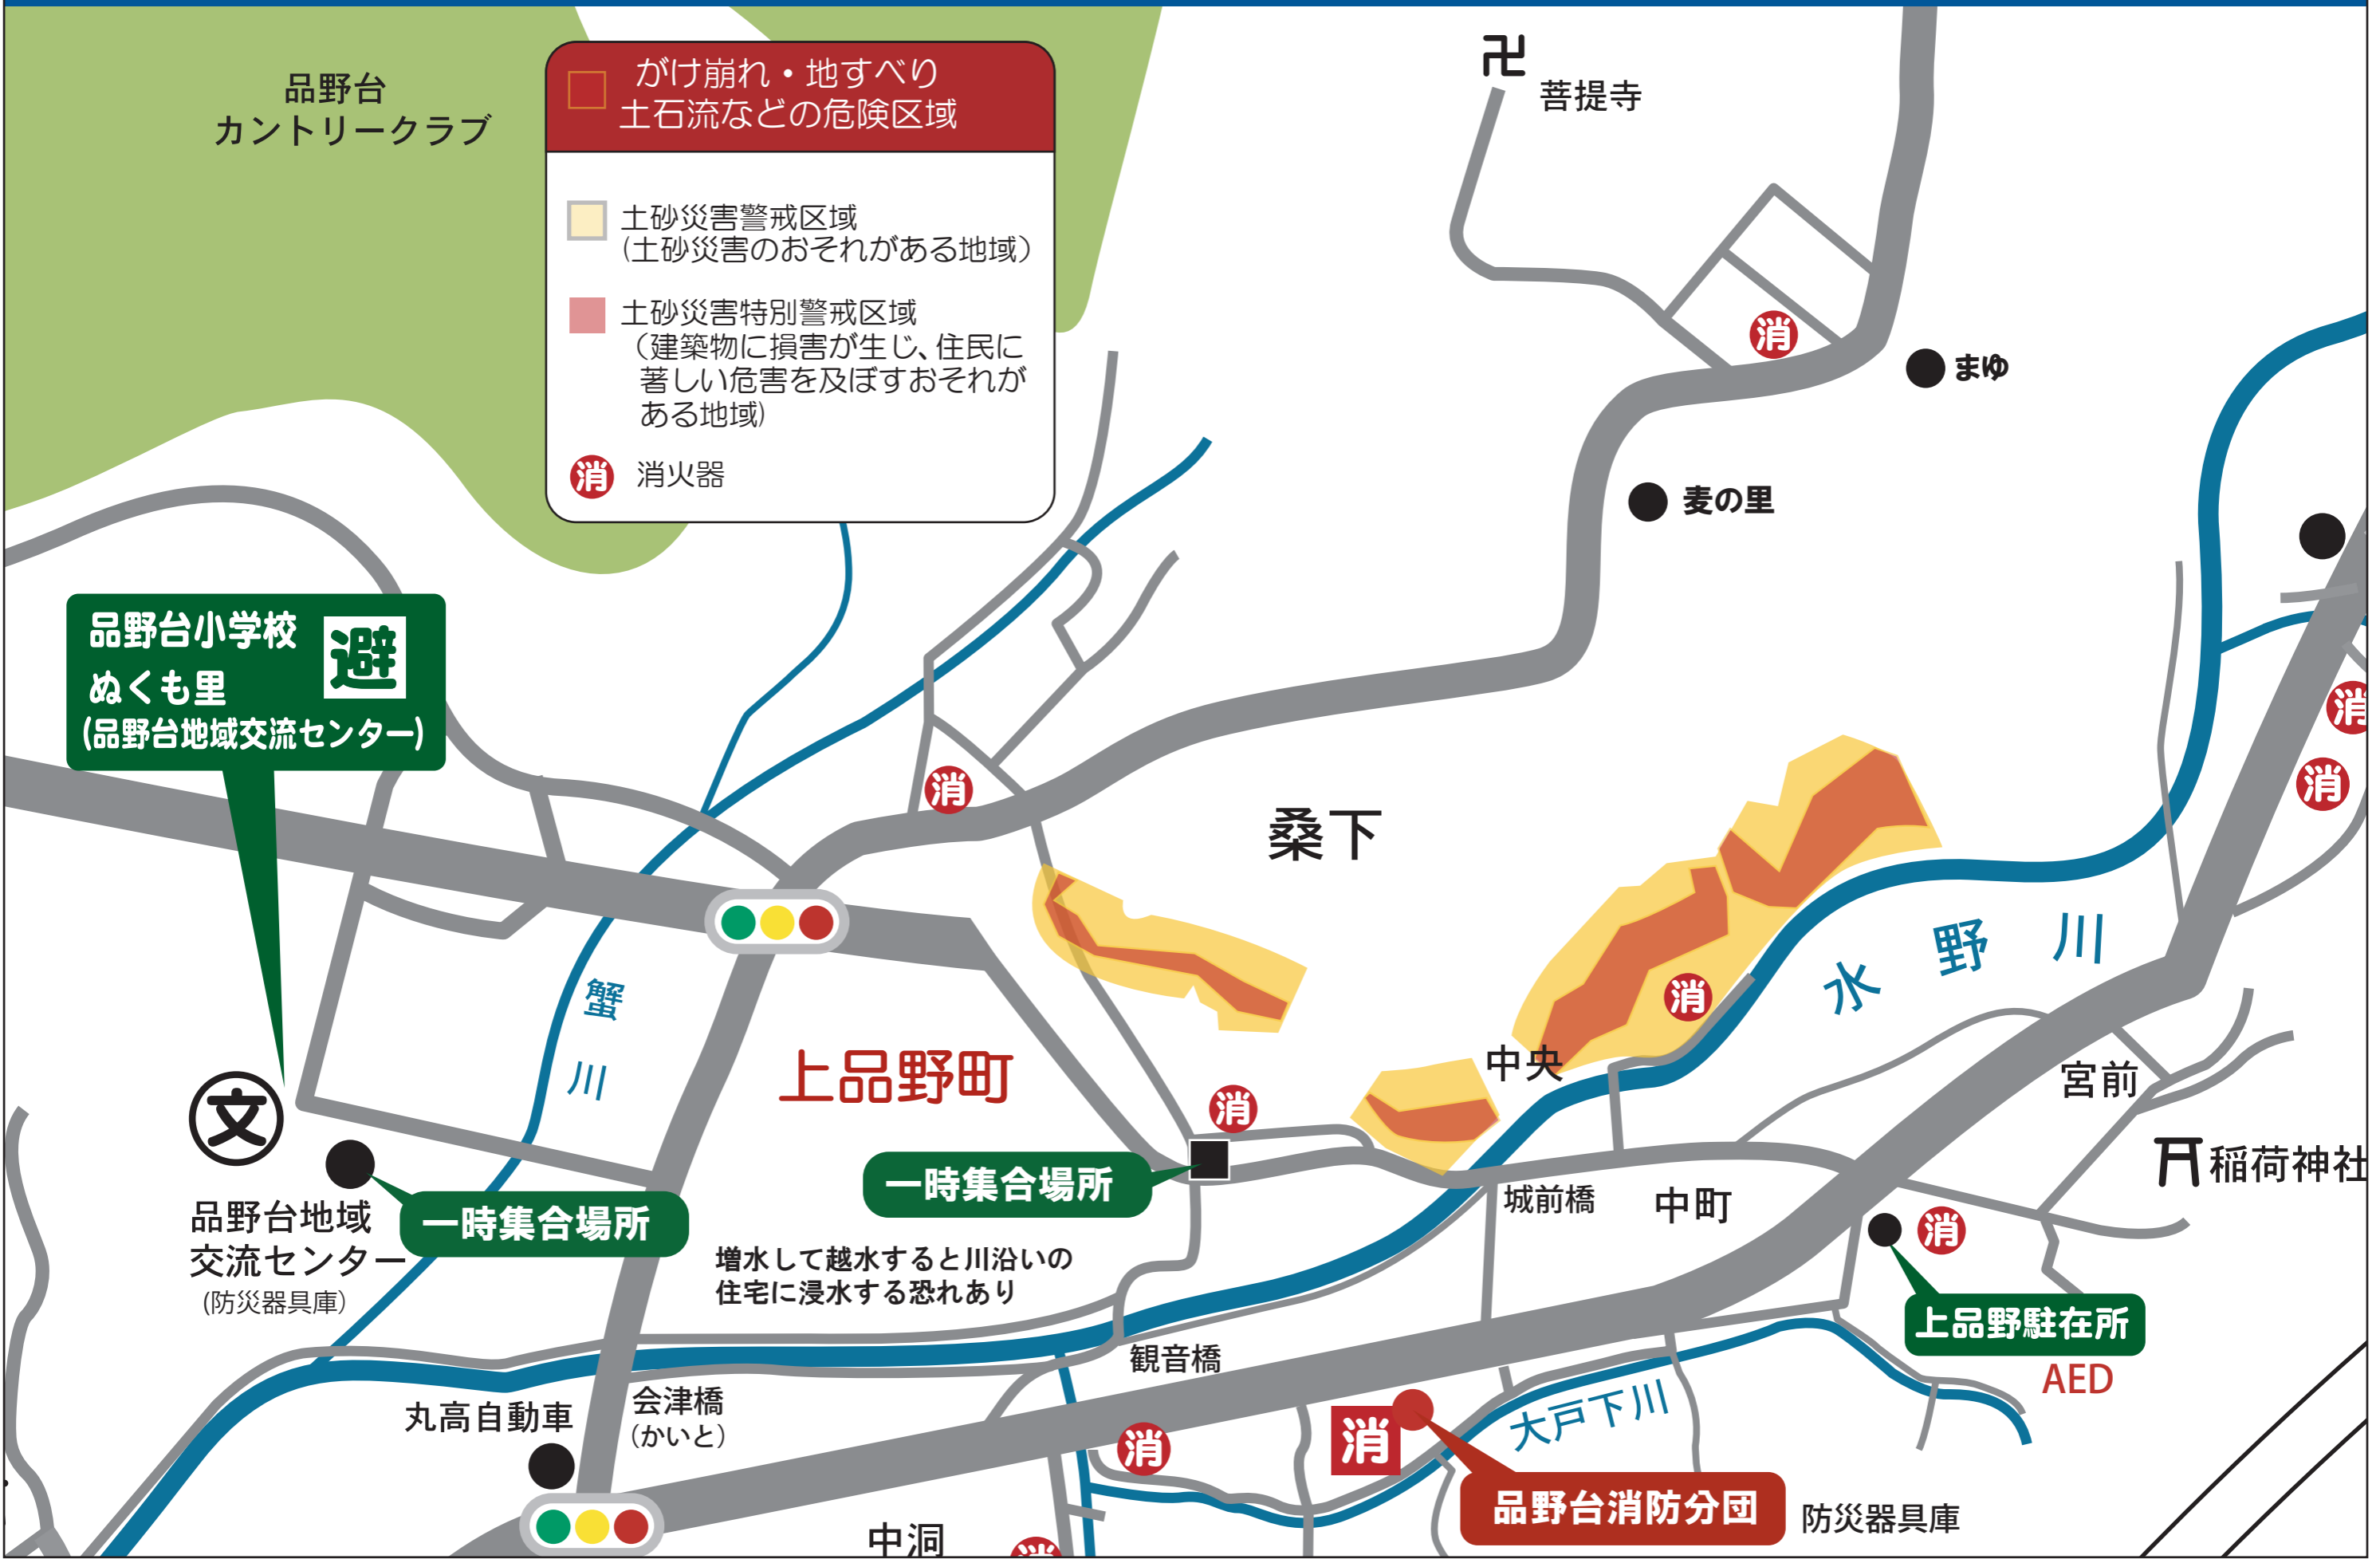 品野台
カントリークラブ
がけ崩れ・地すべり
土石流などの危険区域
土砂災害警戒区域
(土砂災害のおそれがある地域)
土砂災害特別警戒区域
(建築物に損害が生じ、住民に
著しい危害を及ぼすおそれが
ある地域)
消 消火器
卍
菩提寺
消
まゆ
麦の里
品野台小学校
避
ぬくも里
(品野台地域交流センター)
消
消
消
桑下
消
水野川
蟹川
上品野町
中央
宮前
文
消
一時集合場所
稲荷神社
城前橋
中町
消
品野台地域
交流センター
(防災器具庫)
一時集合場所
増水して越水すると川沿いの
住宅に浸水する恐れあり
上品野駐在所
AED
観音橋
丸高自動車
会津橋
(かいと)
大戸下川
消
消
品野台消防分団
防災器具庫
中洞
消